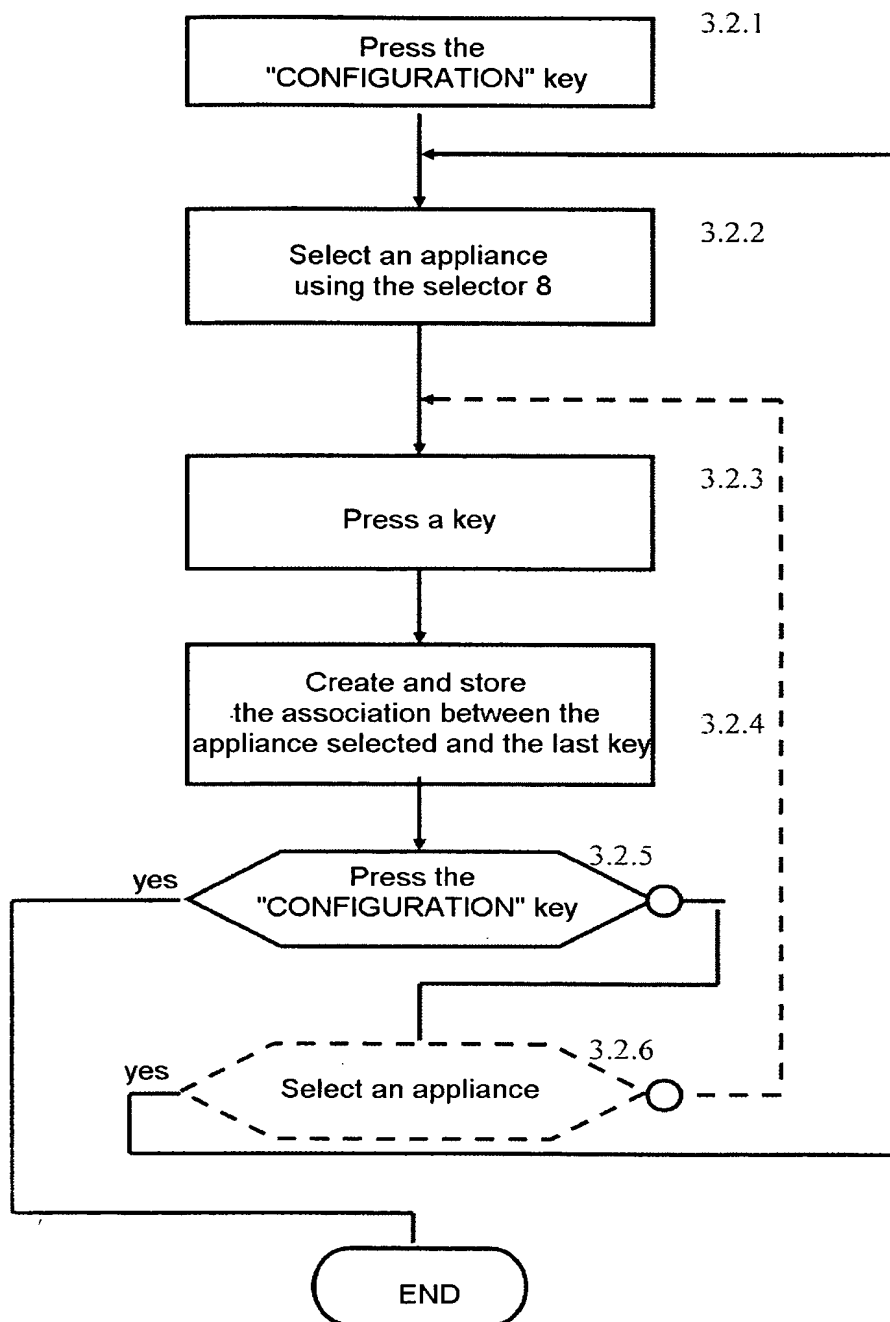 3.2.1
Press the
"CONFIGURATION" key
3.2.2
Select an appliance
using the selector 8
3.2.3
Press a key
Create and store
the association between the
appliance selected and the last key
3.2.4
3.2.5
yes
Press the
"CONFIGURATION" key
3.2.6
yes
Select an appliance
END